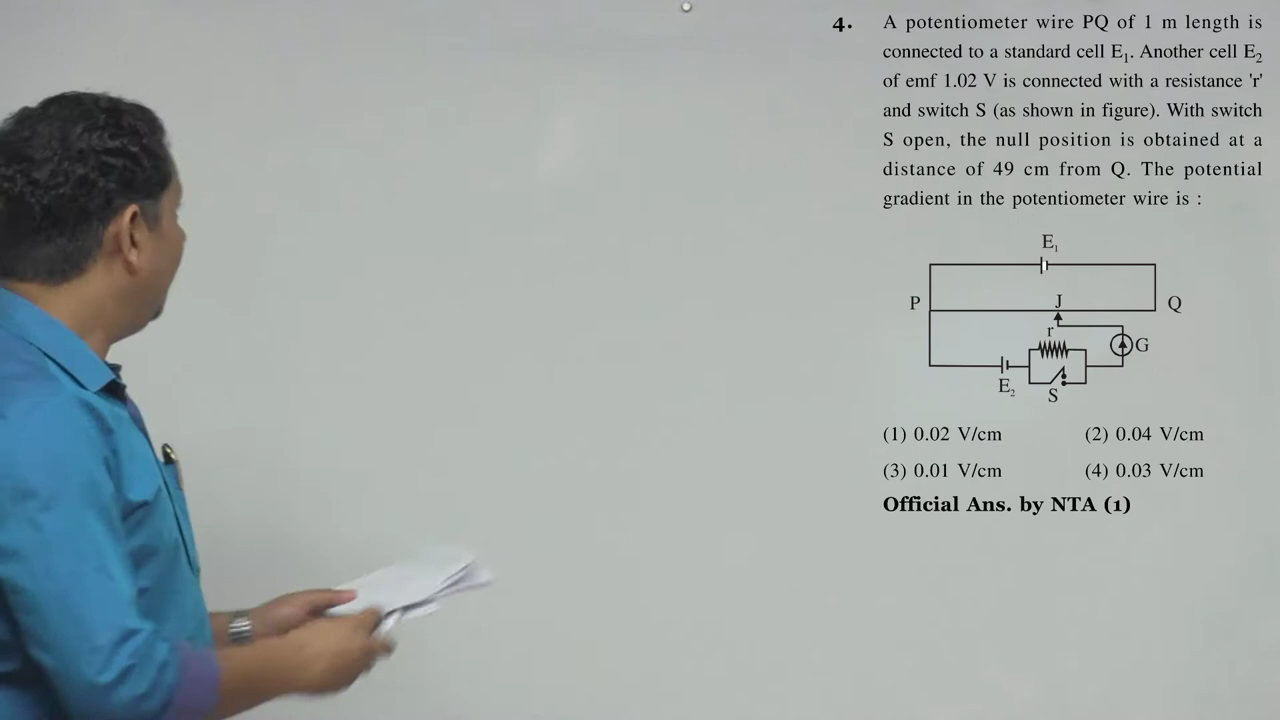 4. A potentiometer wire PQ of 1 m length is
connected to a standard cell E₁. Another cell E₂
of emf 1.02 V is connected with a resistance 'r'
and switch S (as shown in figure). With switch
S open, the null position is obtained at a
distance of 49 cm from Q. The potential
gradient in the potentiometer wire is :
E₁
P J Q
r
G
E₂ S
(1) 0.02 V/cm (2) 0.04 V/cm
(3) 0.01 V/cm (4) 0.03 V/cm
Official Ans. by NTA (1)